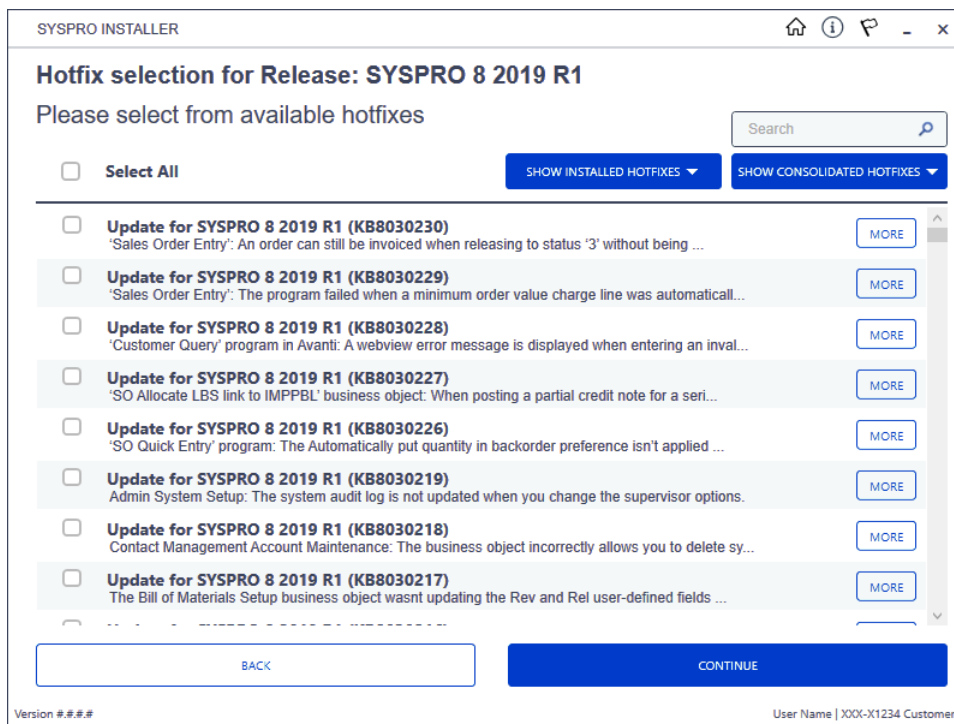 SYSPRO INSTALLER
Hotfix selection for Release: SYSPRO 8 2019 R1
Please select from available hotfixes
Search
Select All
SHOW INSTALLED HOTFIXES
SHOW CONSOLIDATED HOTFIXES
Update for SYSPRO 8 2019 R1 (KB8030230)
‘Sales Order Entry’: An order can still be invoiced when releasing to status ‘3’ without being ...
MORE
Update for SYSPRO 8 2019 R1 (KB8030229)
‘Sales Order Entry’: The program failed when a minimum order value charge line was automaticall...
MORE
Update for SYSPRO 8 2019 R1 (KB8030228)
‘Customer Query’ program in Avanti: A webview error message is displayed when entering an inval...
MORE
Update for SYSPRO 8 2019 R1 (KB8030227)
‘SO Allocate LBS link to IMPPBL’ business object: When posting a partial credit note for a seri...
MORE
Update for SYSPRO 8 2019 R1 (KB8030226)
‘SO Quick Entry’ program: The Automatically put quantity in backorder preference isn’t applied ...
MORE
Update for SYSPRO 8 2019 R1 (KB8030219)
Admin System Setup: The system audit log is not updated when you change the supervisor options.
MORE
Update for SYSPRO 8 2019 R1 (KB8030218)
Contact Management Account Maintenance: The business object incorrectly allows you to delete sy...
MORE
Update for SYSPRO 8 2019 R1 (KB8030217)
The Bill of Materials Setup business object wasnt updating the Rev and Rel user-defined fields ...
MORE
BACK
CONTINUE
Version #.#.#.#
User Name | XXX-X1234 Customer